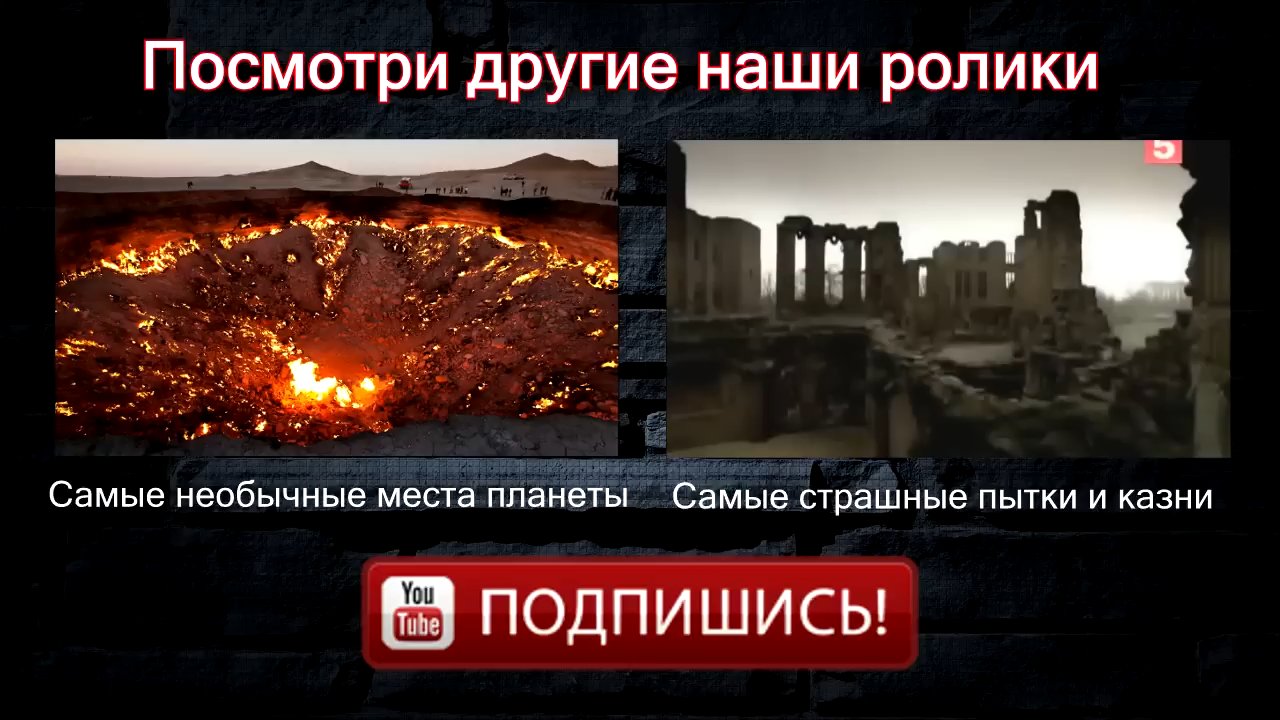 Посмотри другие наши ролики
5
Самые необычные места планеты
Самые страшные пытки и казни
You
Tube
ПОДПИШИСЬ!